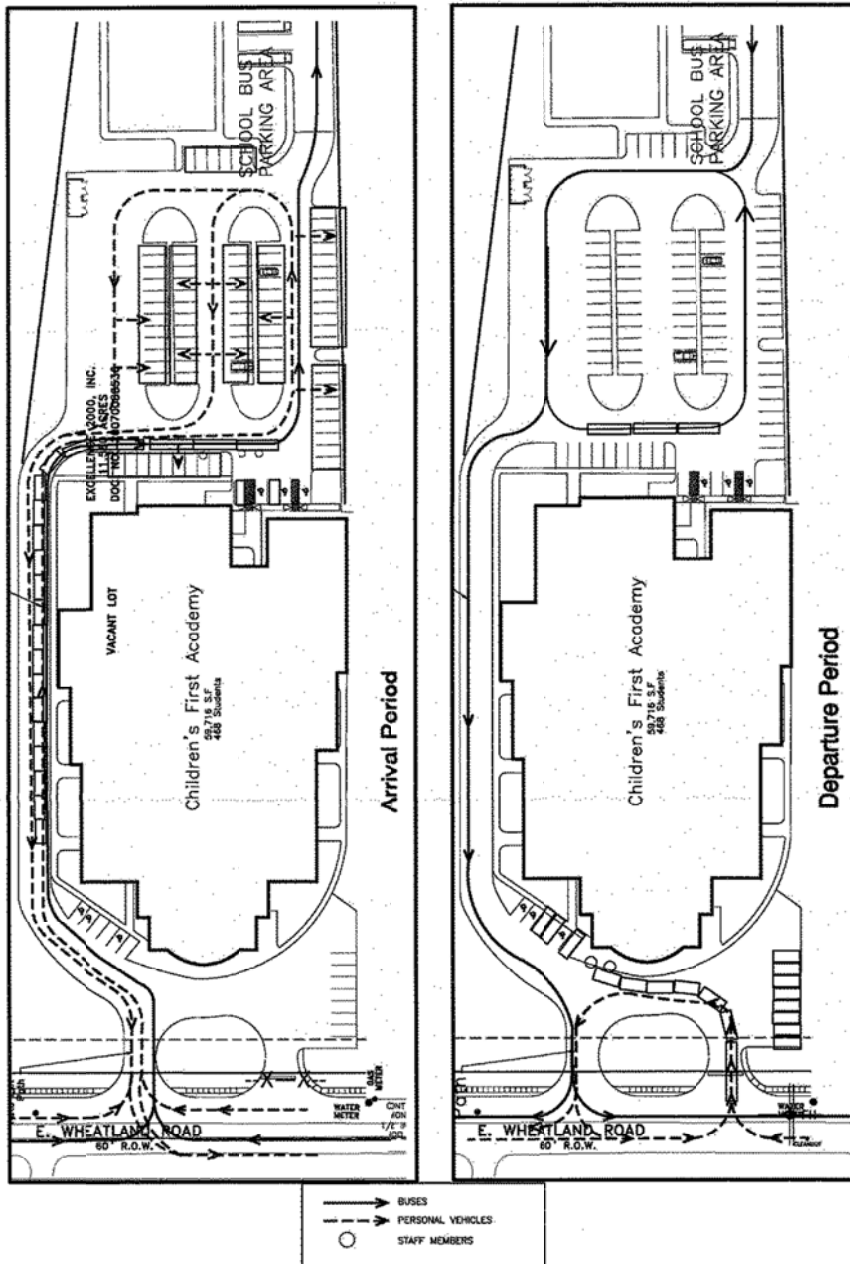 SCHOOL BUS
PARKING AREA
EXCELLENCE 2000, INC.
ACRES
VACANT LOT
Children's First Academy
59,716 S.F
468 Students
Arrival Period
WATER
METER
GAS
METER
E. WHEATLAND ROAD
60' R.O.W.
SCHOOL BUS
PARKING AREA
Children's First Academy
59,716 S.F
468 Students
Departure Period
WATER
CLEANOUT
E. WHEATLAND ROAD
60' R.O.W.
BUSES
PERSONAL VEHICLES
STAFF MEMBERS